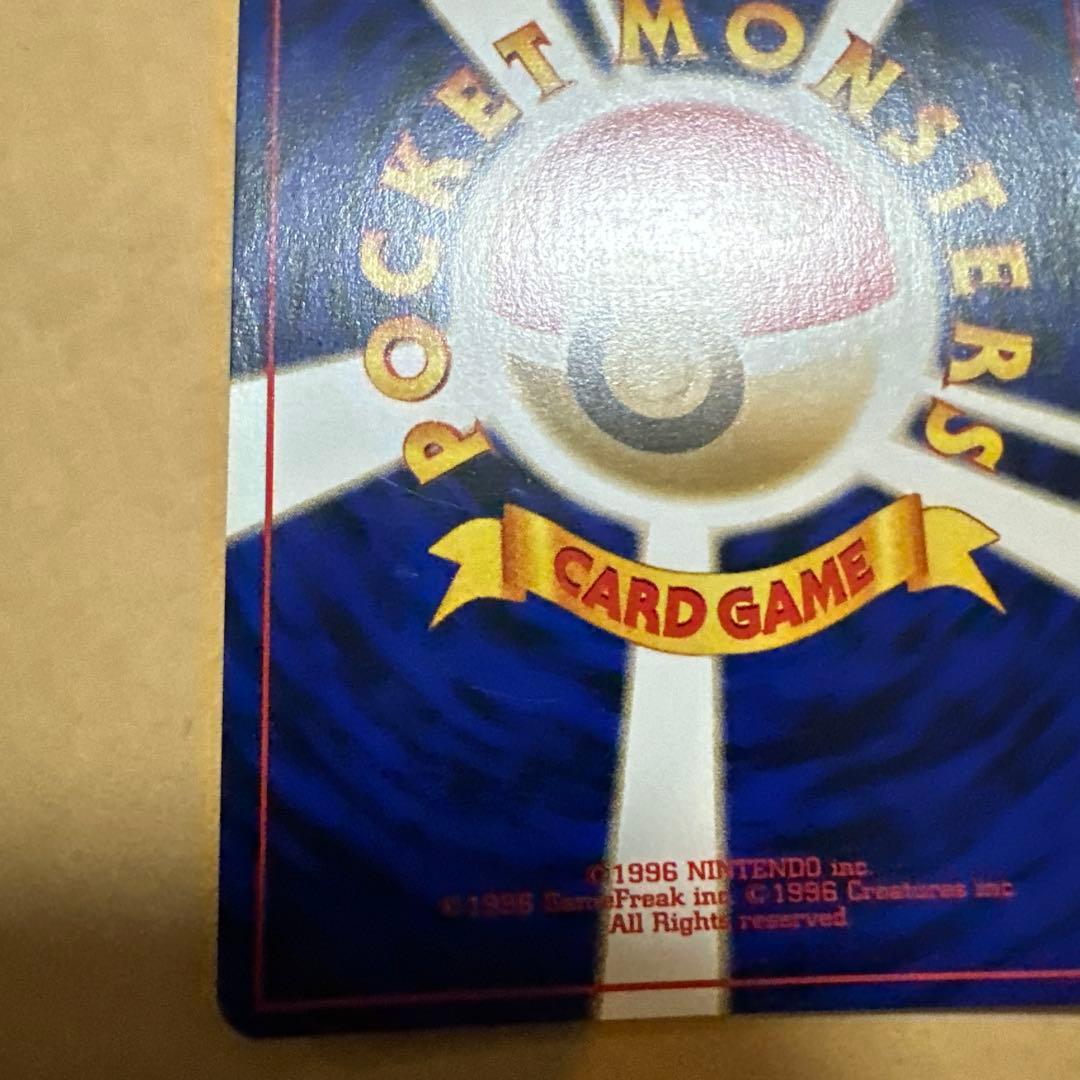 POCKET MONSTERS
CARD GAME
©1996 NINTENDO inc.
©1996 GameFreak inc. ©1996 Creatures inc
All Rights reserved